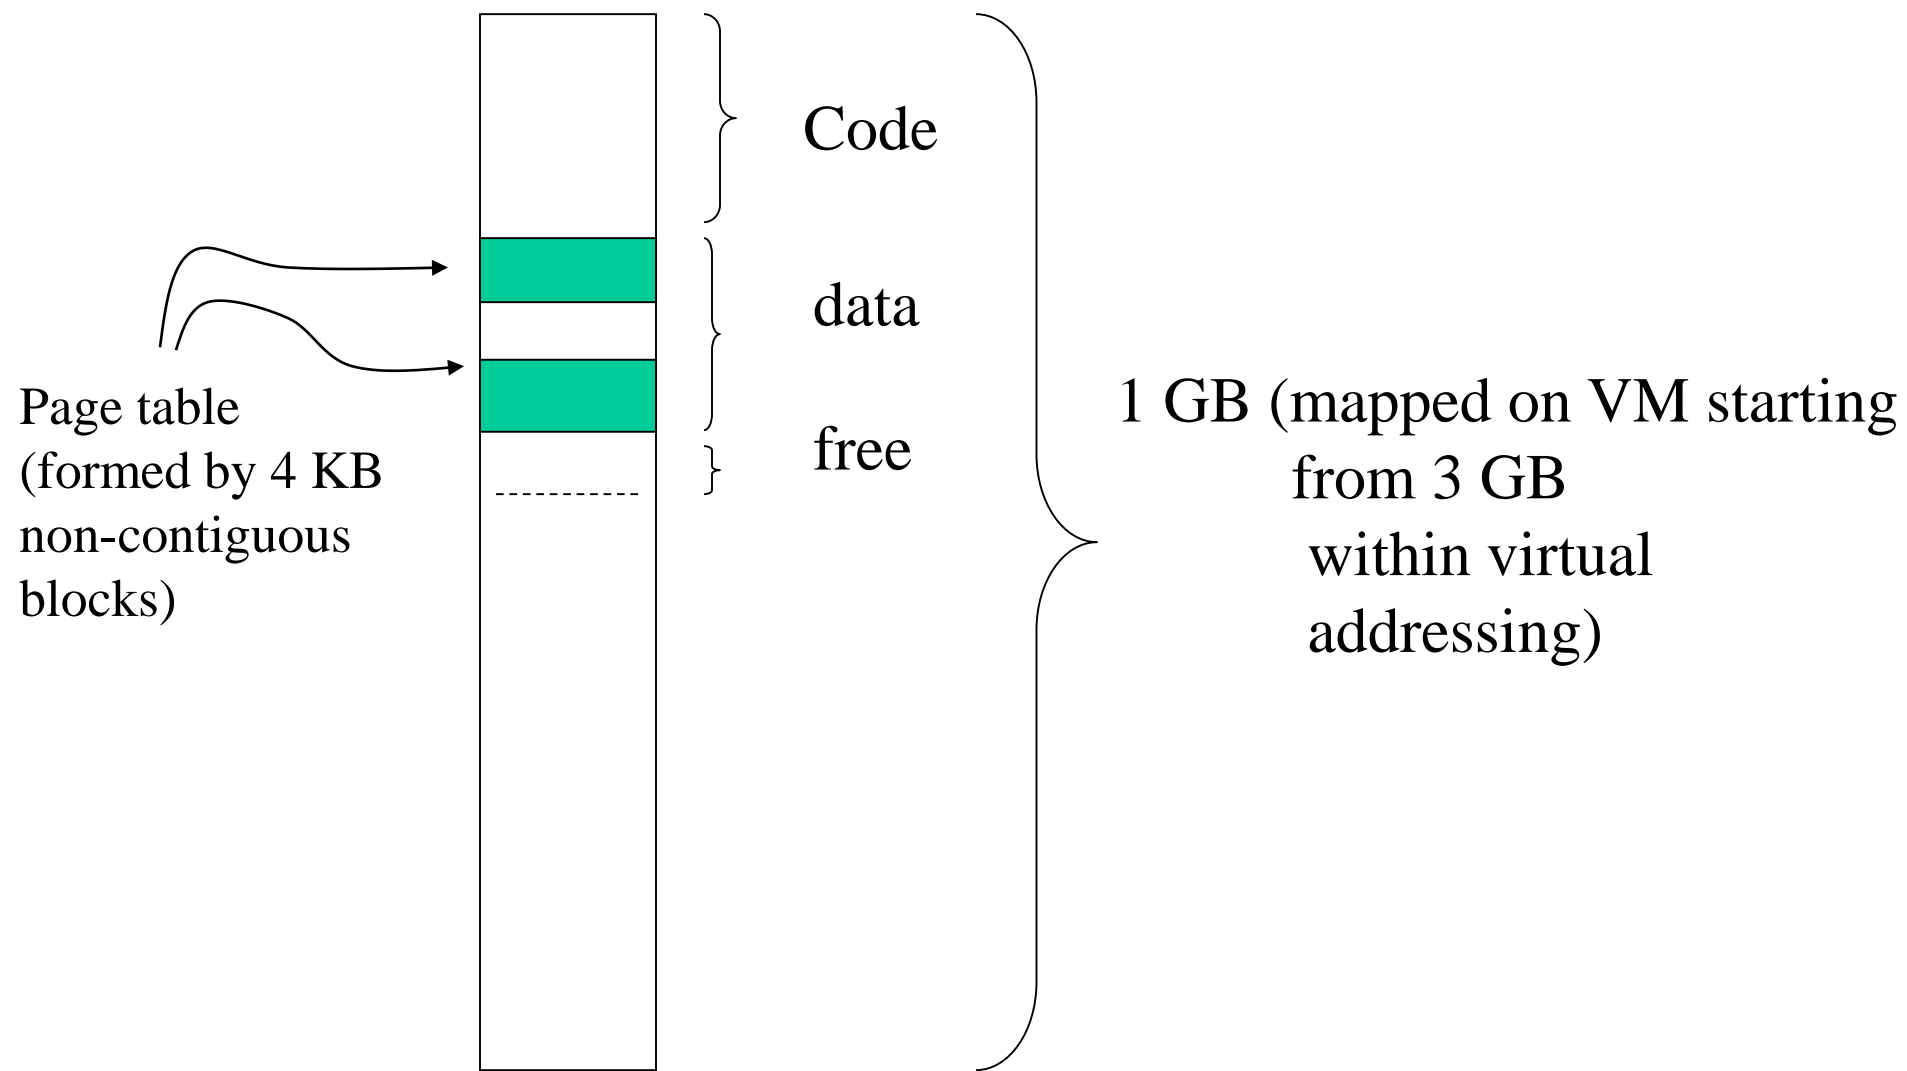 Code
data
free
Page table
(formed by 4 KB
non-contiguous
blocks)
1 GB (mapped on VM starting
from 3 GB
within virtual
addressing)